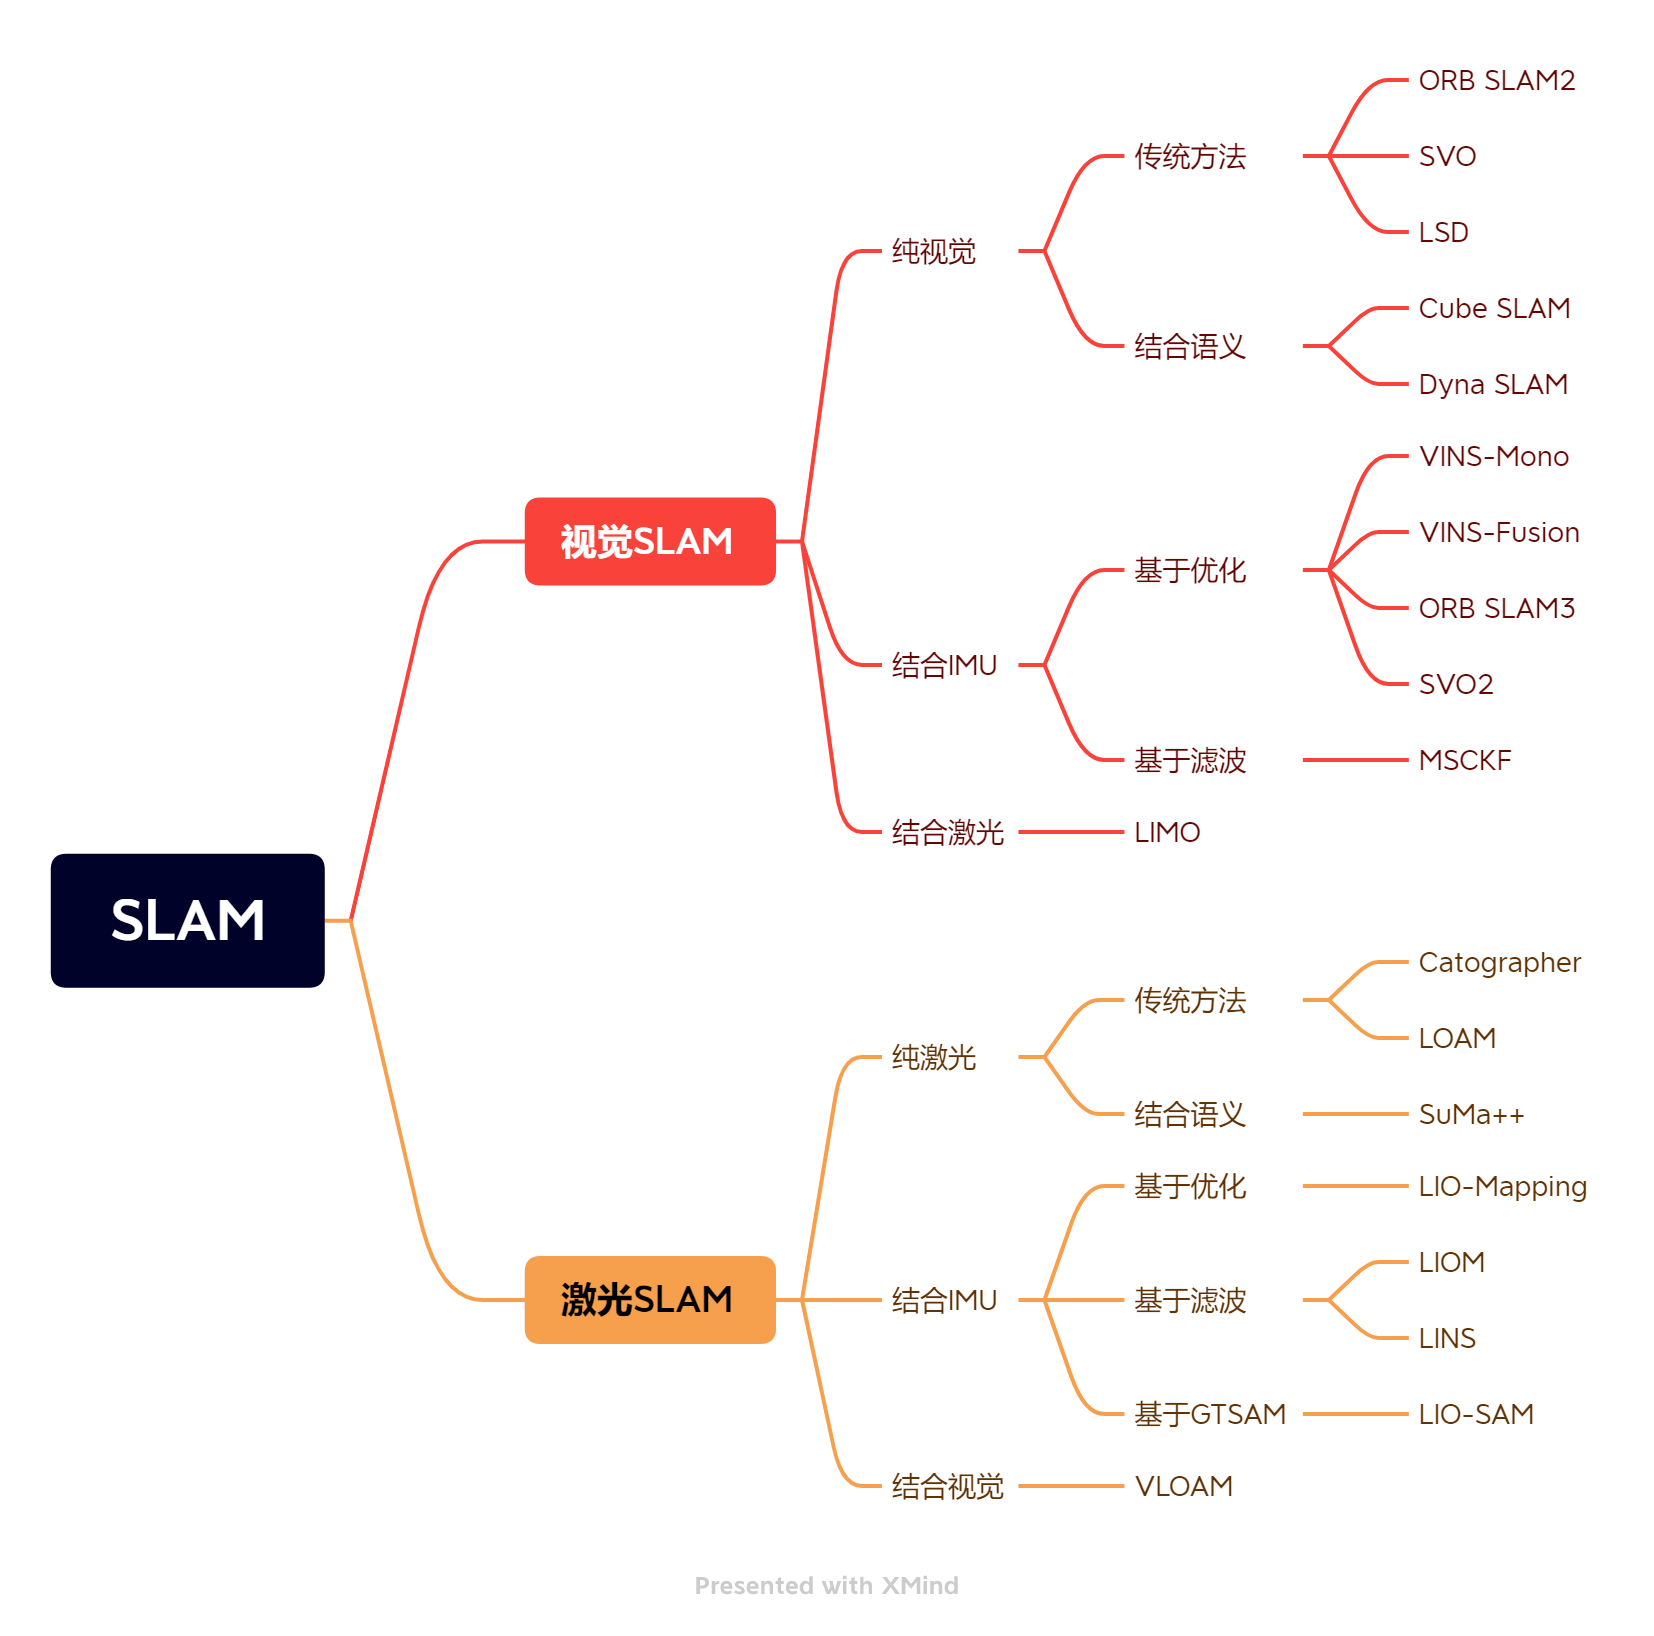 SLAM
视觉SLAM
纯视觉
传统方法
ORB SLAM2
SVO
LSD
结合语义
Cube SLAM
Dyna SLAM
结合IMU
基于优化
VINS-Mono
VINS-Fusion
ORB SLAM3
SVO2
基于滤波
MSCKF
结合激光
LIMO
激光SLAM
纯激光
传统方法
Catographer
LOAM
结合语义
SuMa++
结合IMU
基于优化
LIO-Mapping
基于滤波
LIOM
LINS
基于GTSAM
LIO-SAM
结合视觉
VLOAM
Presented with XMind